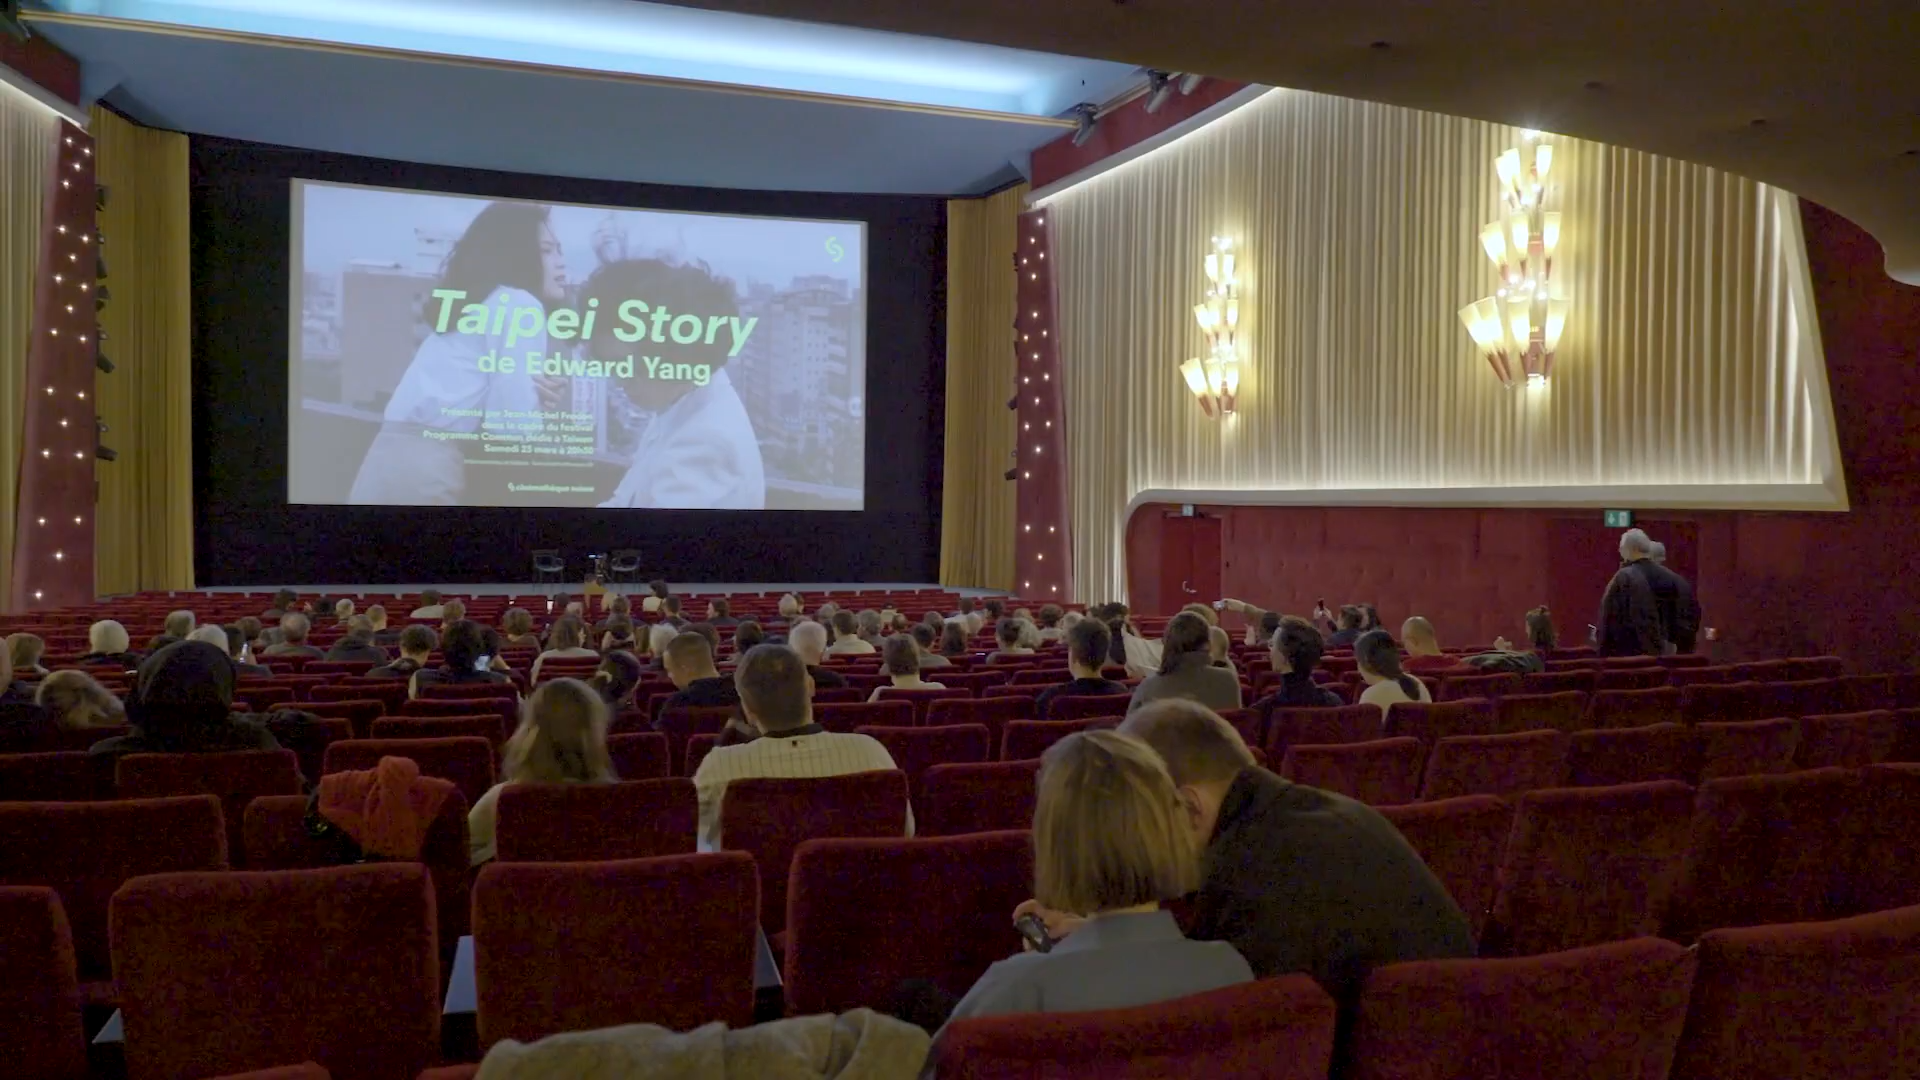 Taipei Story
de Edward Yang
Présenté par Jean-Michel Frodon
dans le cadre du festival
Programme Commun dédié à Taïwan
Samedi 25 mars à 20h30
cinémathèque suisse